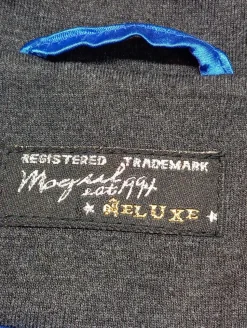 REGISTERED TRADEMARK
est 1994
★ DELUXE ★